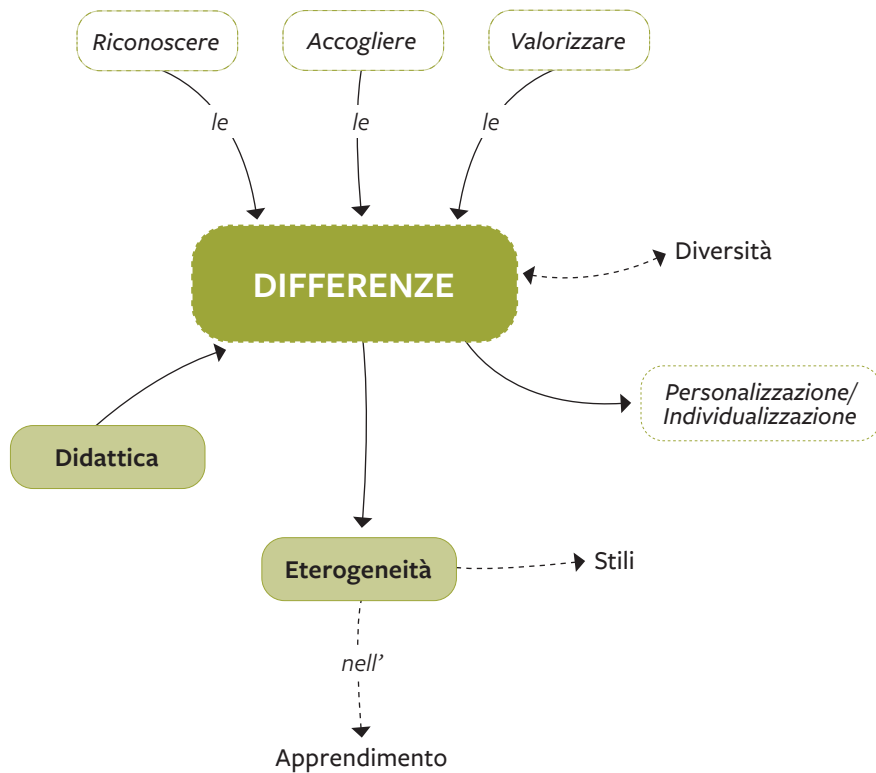 Riconoscere
Accogliere
Valorizzare
le
le
le
DIFFERENZE
Diversità
Personalizzazione/
Individualizzazione
Didattica
Eterogeneità
Stili
nell’
Apprendimento